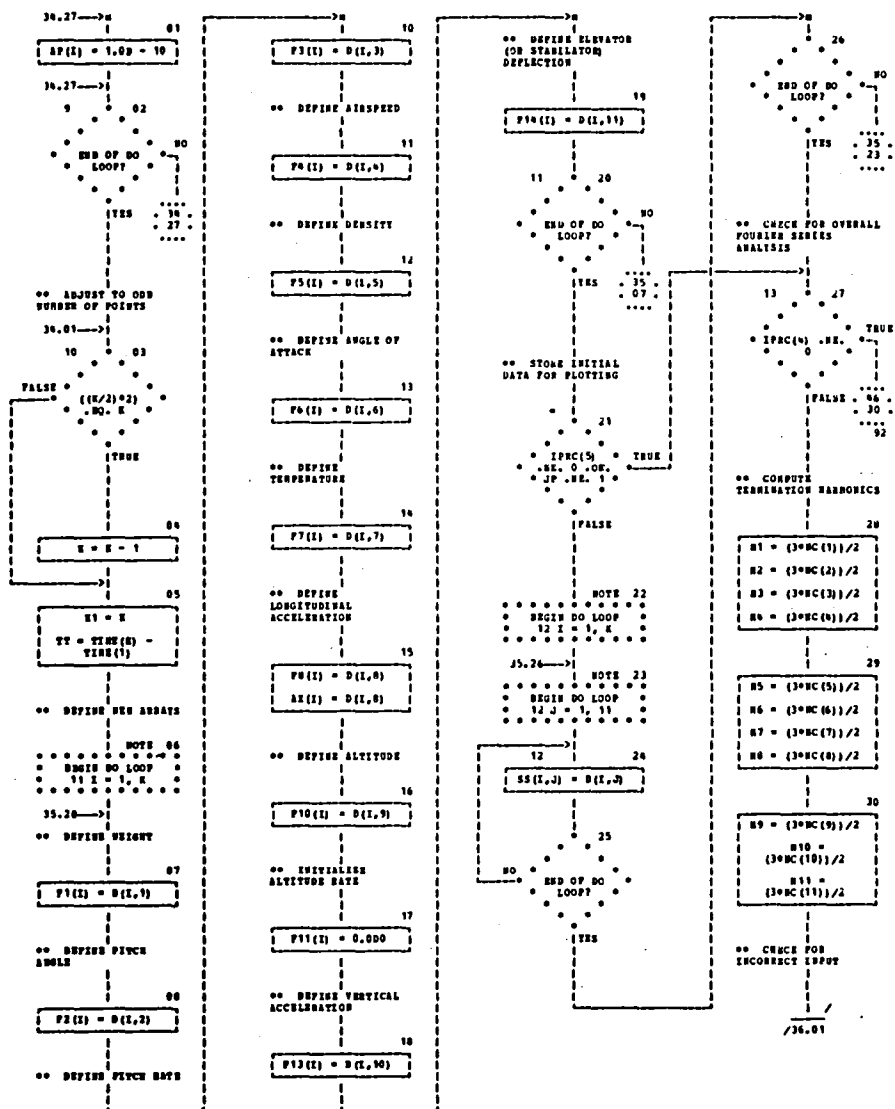 34.27
01
AP(I) = 1.0D - 10
34.27
9 02
END OF DO
LOOP?
NO
YES
34
27
** ADJUST TO ODD
NUMBER OF POINTS
34.01
10 03
FALSE
((K/2)*2)
.EQ. K
TRUE
04
K = K - 1
05
K1 = K
TT = TIME(K) -
TIME(1)
** DEFINE NEW ARRAYS
NOTE 06
BEGIN DO LOOP
11 I = 1, K
35.20
** DEFINE WEIGHT
07
F1(I) = D(I,1)
** DEFINE PITCH
ANGLE
08
F2(I) = D(I,2)
** DEFINE PITCH RATE
10
F3(I) = D(I,3)
** DEFINE AIRSPEED
11
F4(I) = D(I,4)
** DEFINE DENSITY
12
F5(I) = D(I,5)
** DEFINE ANGLE OF
ATTACK
13
F6(I) = D(I,6)
** DEFINE
TEMPERATURE
14
F7(I) = D(I,7)
** DEFINE
LONGITUDINAL
ACCELERATION
15
F8(I) = D(I,8)
AX(I) = D(I,8)
** DEFINE ALTITUDE
16
F10(I) = D(I,9)
** INITIALIZE
ALTITUDE RATE
17
F11(I) = 0.0D0
** DEFINE VERTICAL
ACCELERATION
18
F13(I) = D(I,10)
** DEFINE ELEVATOR
(OR STABILATOR)
DEFLECTION
19
F14(I) = D(I,11)
11 20
END OF DO
LOOP?
NO
YES
35
07
** STORE INITIAL
DATA FOR PLOTTING
21
IPRC(5)
.NE. 0 .OR.
JP .NE. 1
TRUE
FALSE
NOTE 22
BEGIN DO LOOP
12 I = 1, K
35.26
NOTE 23
BEGIN DO LOOP
12 J = 1, 11
12 24
SS(I,J) = D(I,J)
25
NO
END OF DO
LOOP?
YES
26
END OF DO
LOOP?
NO
YES
35
23
** CHECK FOR OVERALL
FOURIER SERIES
ANALYSIS
13 27
IPRC(4) .NE.
0
TRUE
FALSE
46
30
92
** COMPUTE
TERMINATION HARMONICS
28
M1 = (3*NC(1))/2
M2 = (3*NC(2))/2
M3 = (3*NC(3))/2
M4 = (3*NC(4))/2
29
M5 = (3*NC(5))/2
M6 = (3*NC(6))/2
M7 = (3*NC(7))/2
M8 = (3*NC(8))/2
30
M9 = (3*NC(9))/2
M10 =
(3*NC(10))/2
M11 =
(3*NC(11))/2
** CHECK FOR
INCORRECT INPUT
/36.01